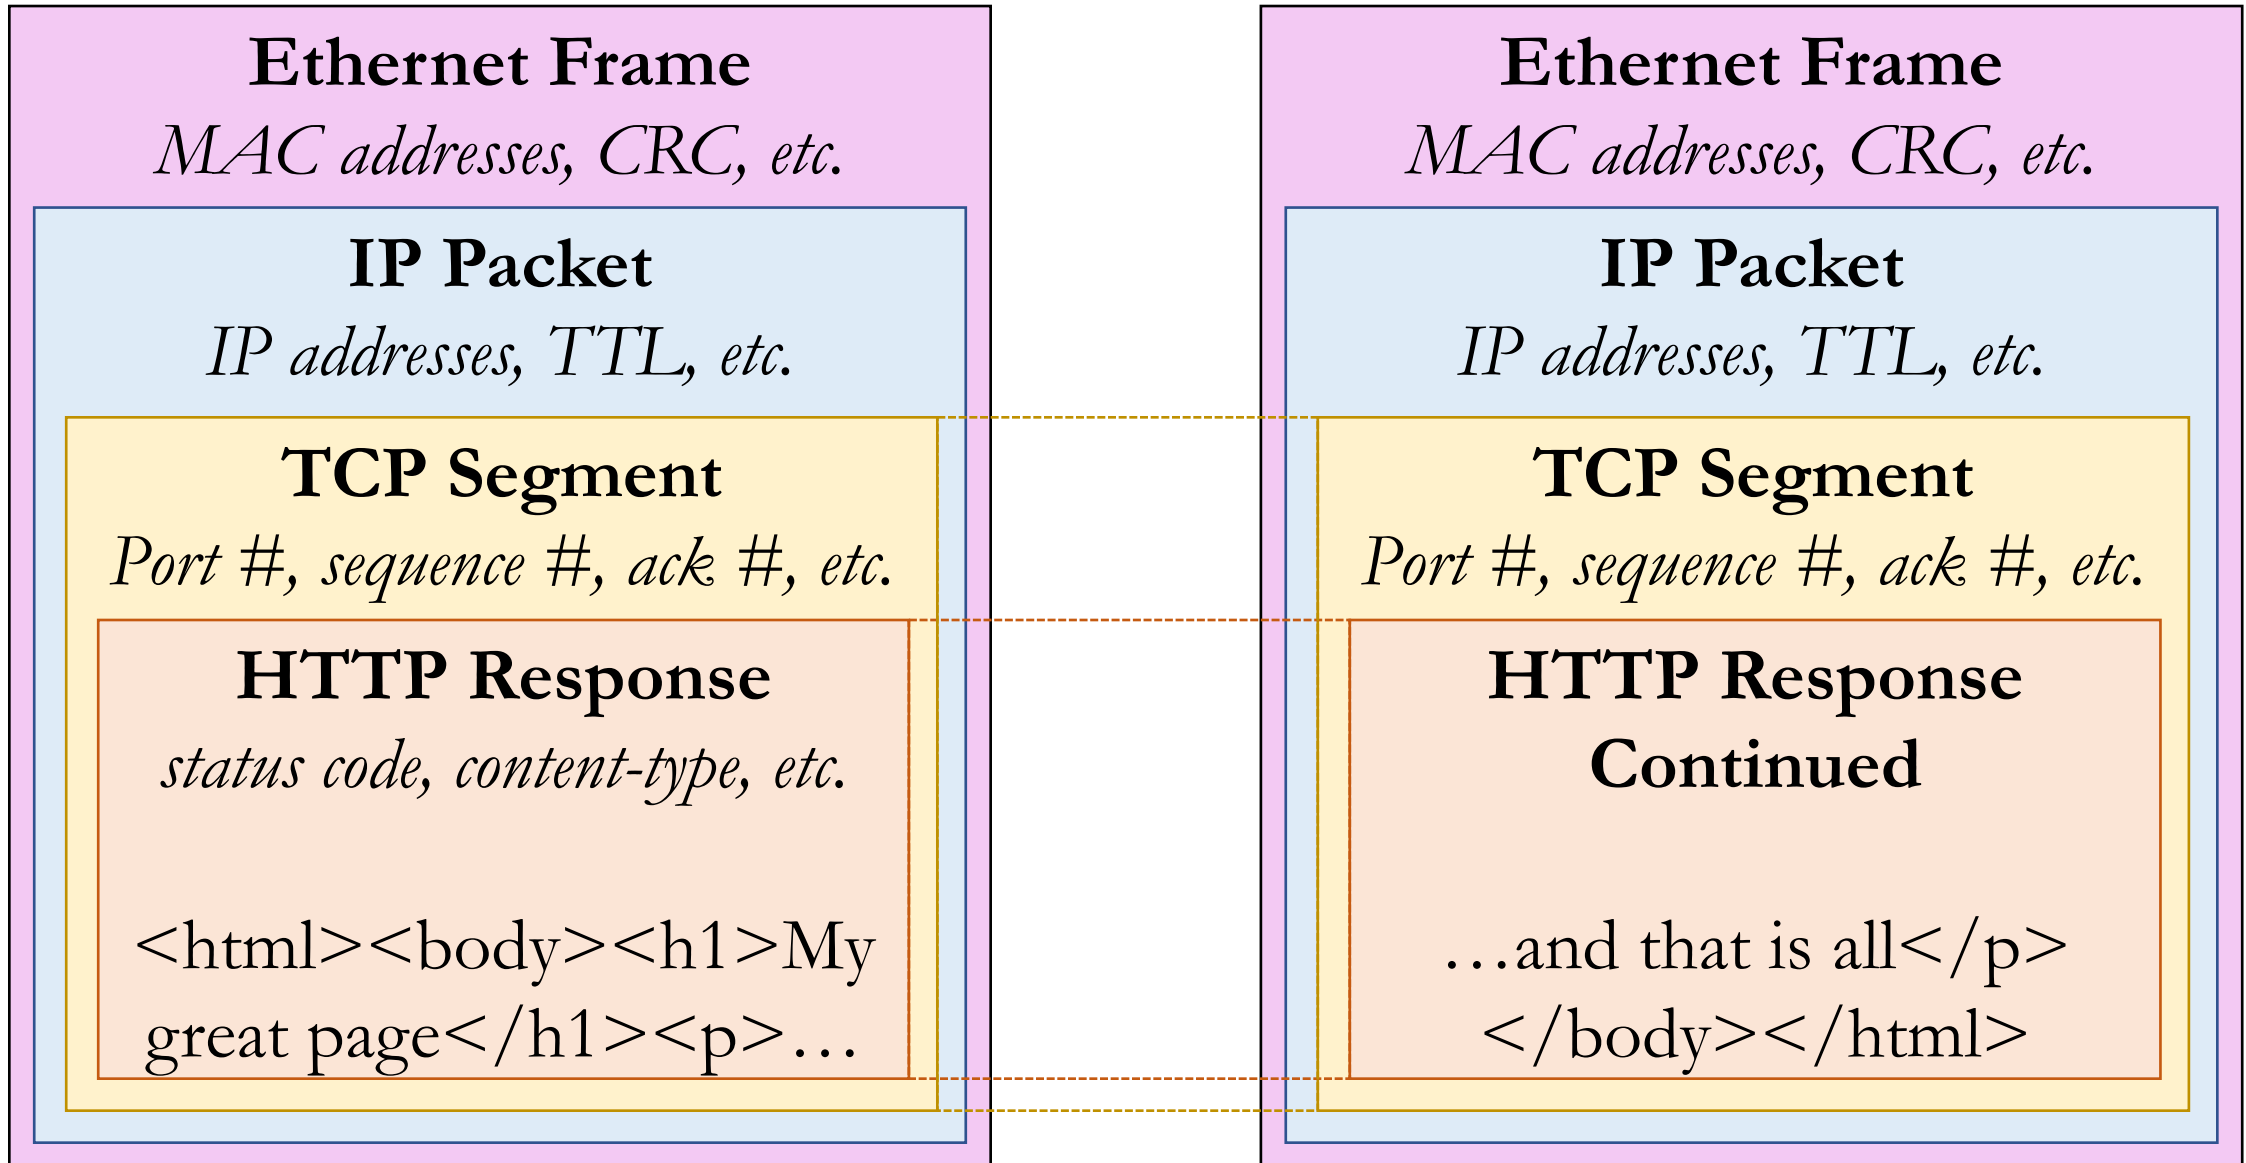 Ethernet Frame
MAC addresses, CRC, etc.
IP Packet
IP addresses, TTL, etc.
TCP Segment
Port #, sequence #, ack #, etc.
HTTP Response
status code, content-type, etc.
<html><body><h1>My
great page</h1><p>…
Ethernet Frame
MAC addresses, CRC, etc.
IP Packet
IP addresses, TTL, etc.
TCP Segment
Port #, sequence #, ack #, etc.
HTTP Response
Continued
…and that is all</p>
</body></html>